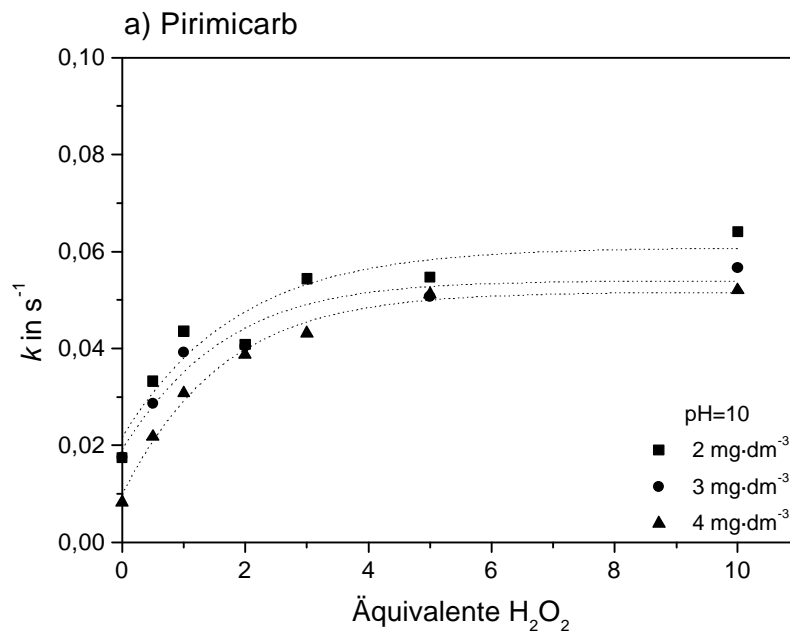 a) Pirimicarb
0,10
0,08
0,06
0,04
0,02
0,00
k in s⁻¹
0
2
4
6
8
10
Äquivalente H₂O₂
pH=10
2 mg·dm⁻³
3 mg·dm⁻³
4 mg·dm⁻³